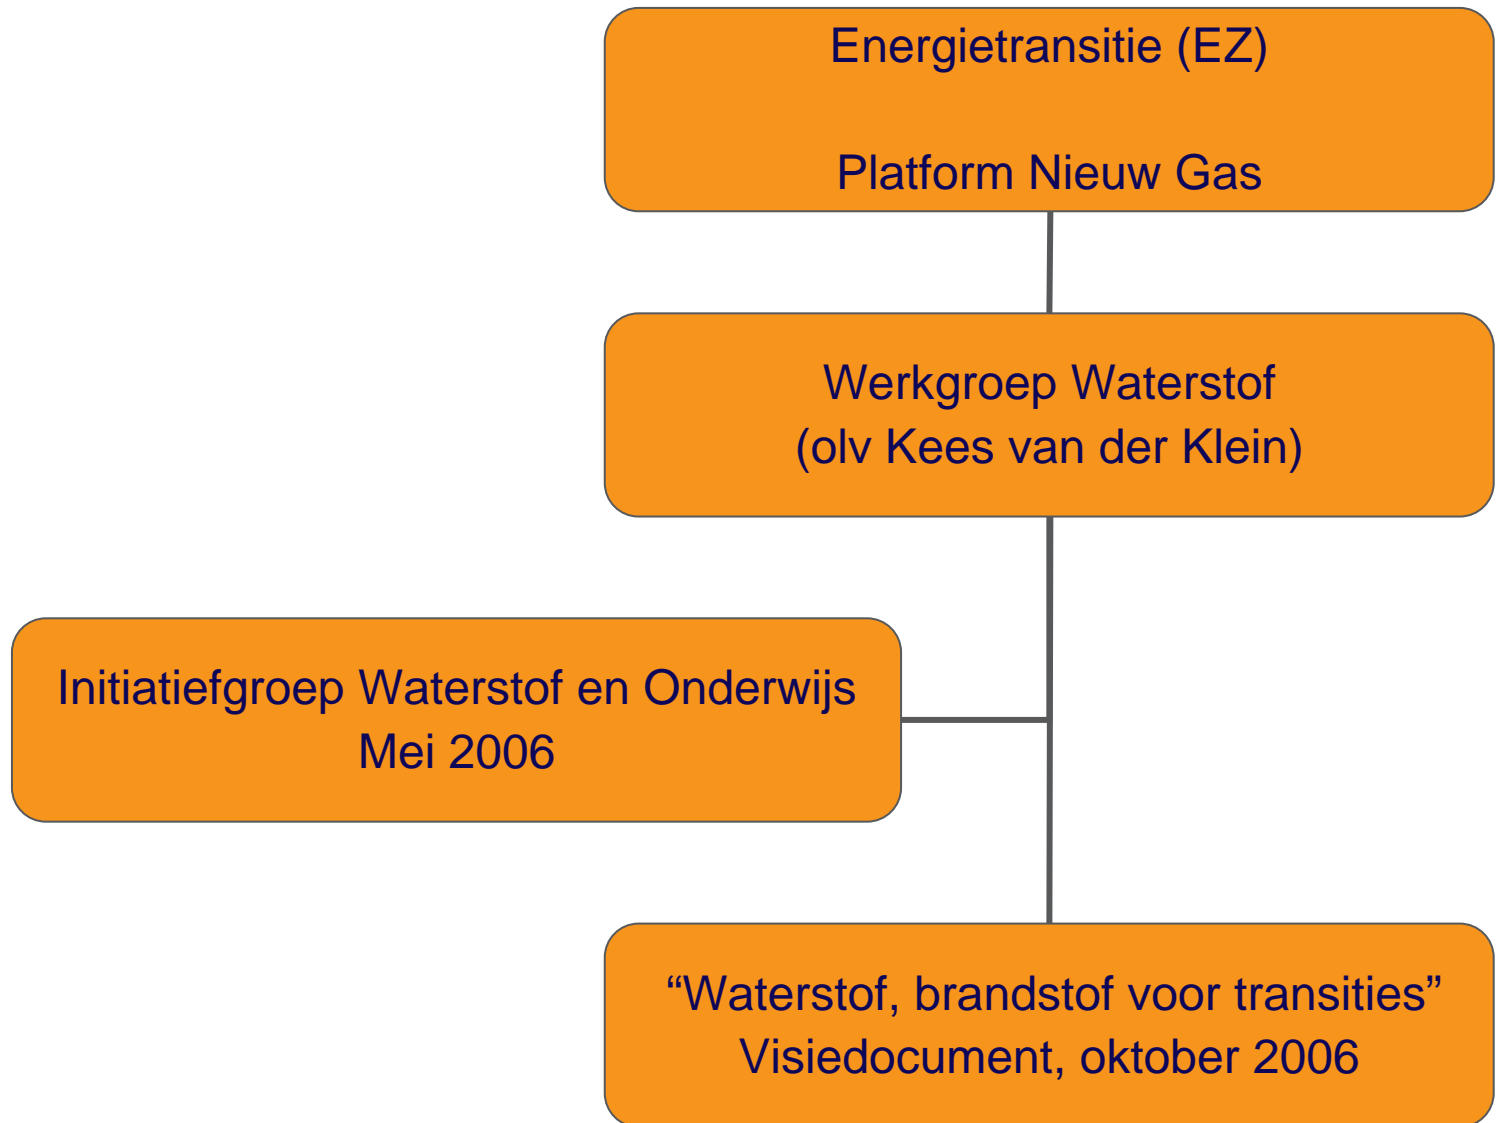 Energietransitie (EZ)
Platform Nieuw Gas
Werkgroep Waterstof
(olv Kees van der Klein)
Initiatiefgroep Waterstof en Onderwijs
Mei 2006
“Waterstof, brandstof voor transities”
Visiedocument, oktober 2006